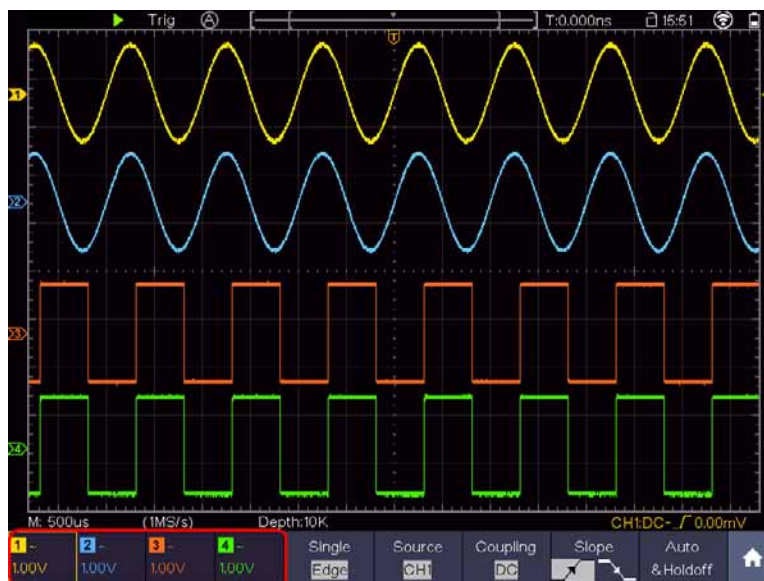 Trig A T:0.000ns 15:51
T
1
2
3
4
M: 500us (1MS/s) Depth:10K CH1:DC- 0.00mV
1 ~ 2 ~ 3 ~ 4 ~ Single Source Coupling Slope Auto
1.00V 1.00V 1.00V 1.00V Edge CH1 DC &Holdoff